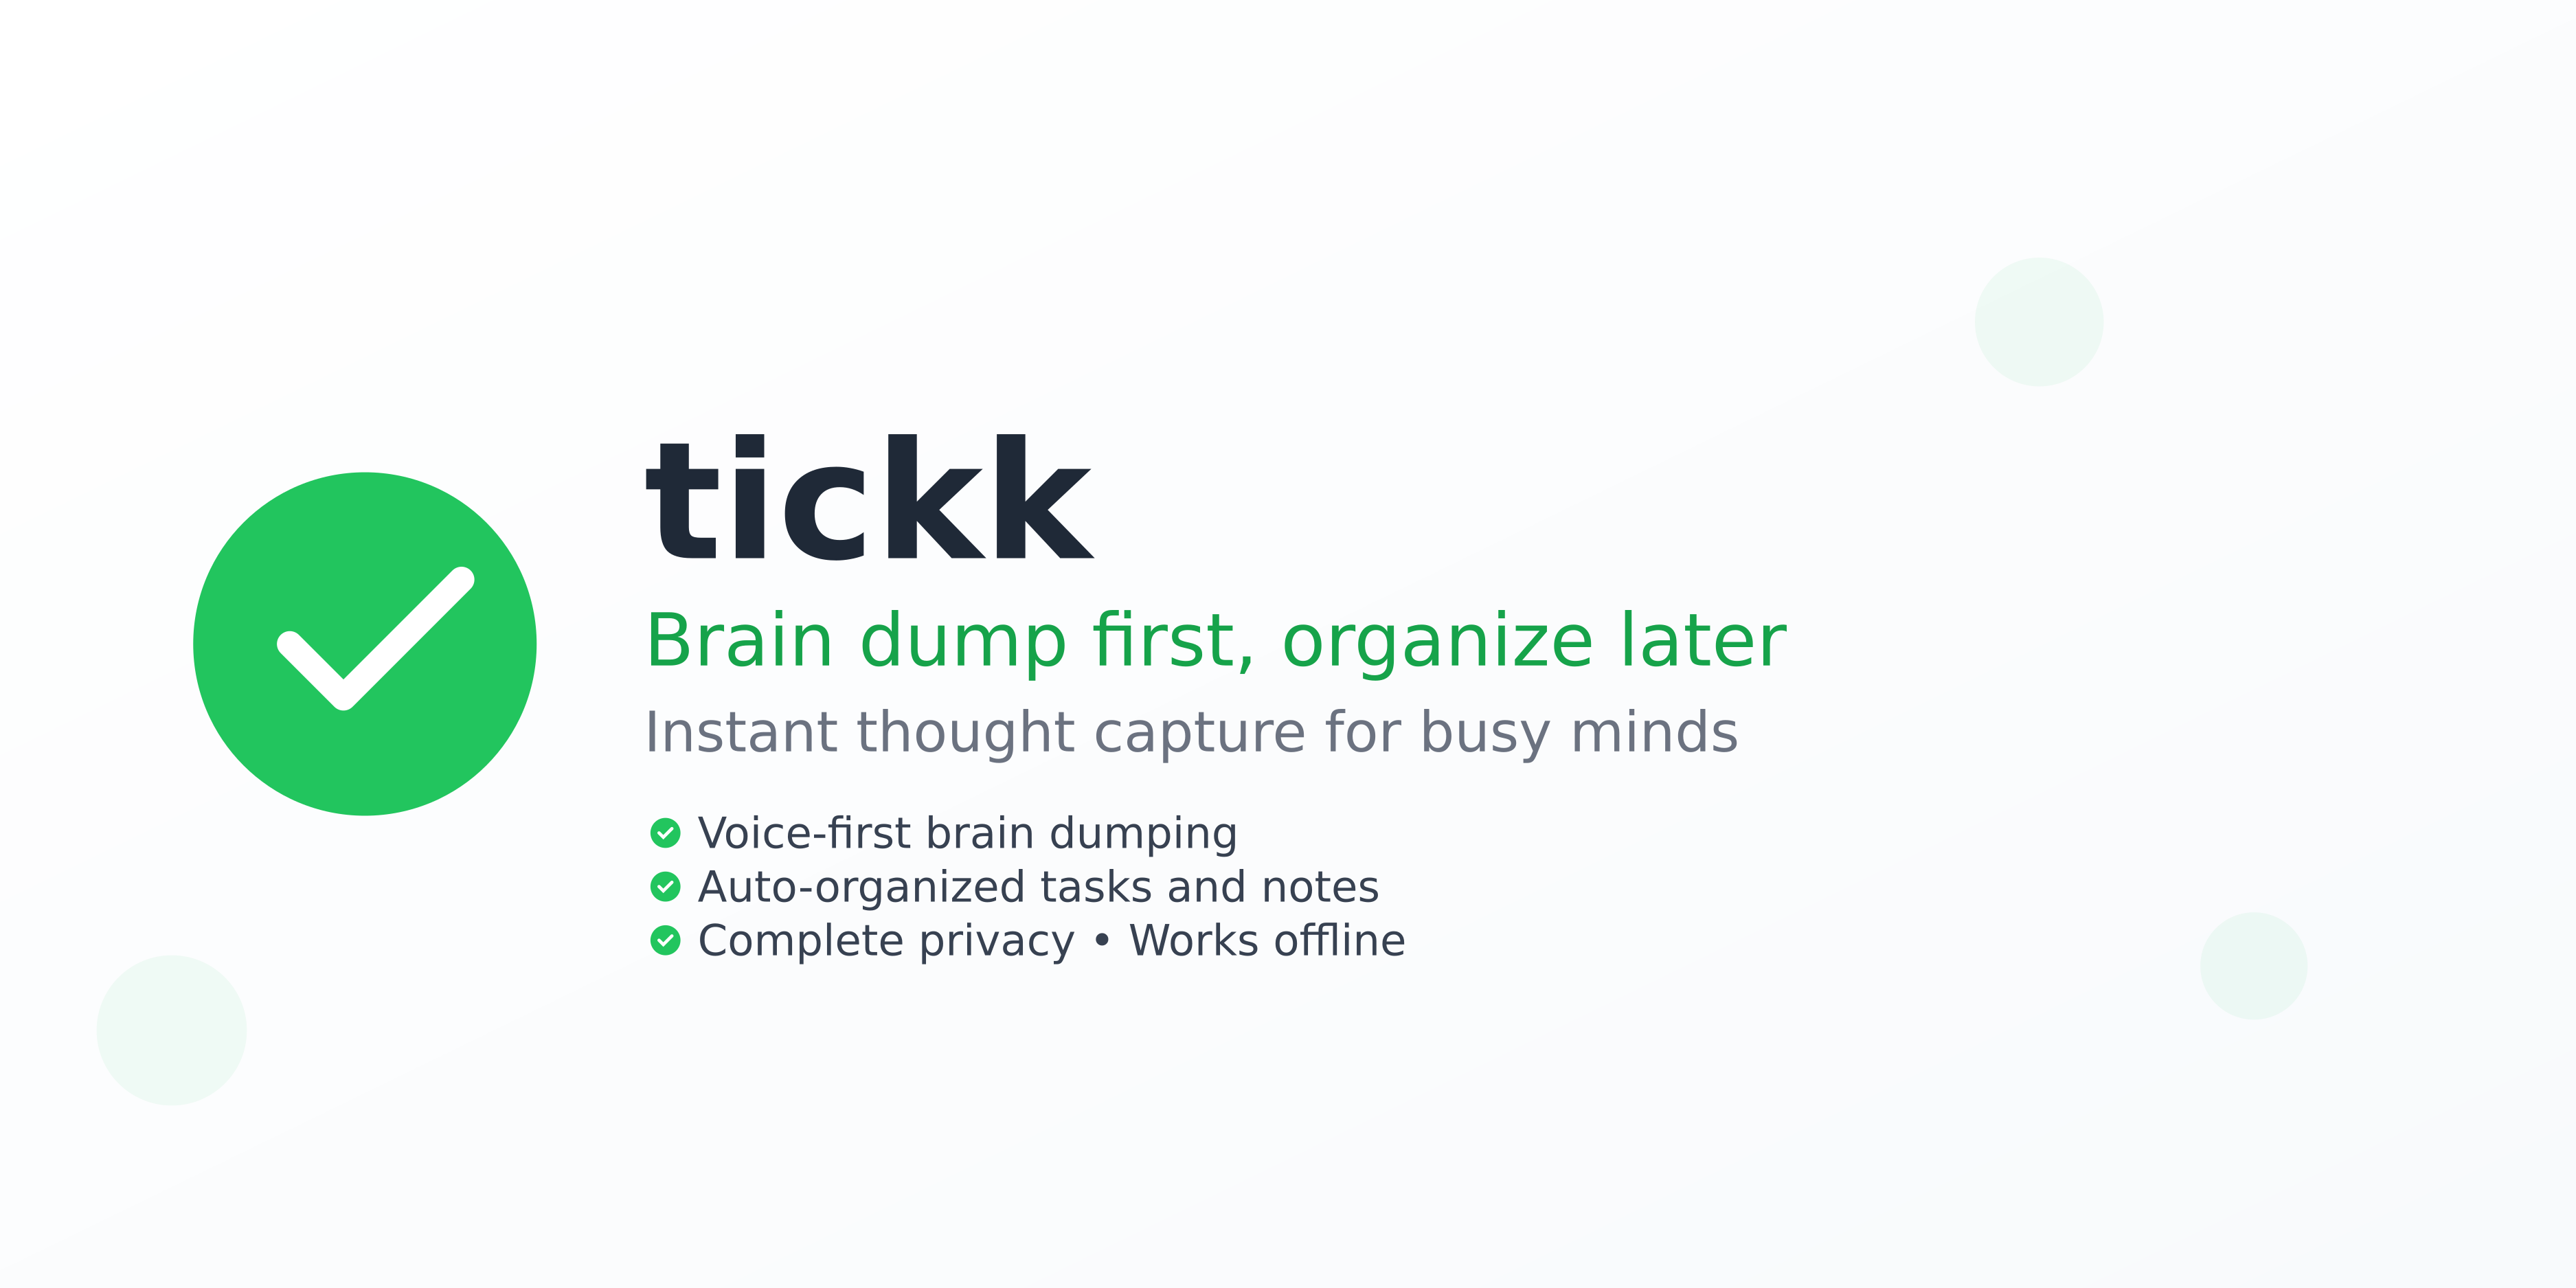 tickk
Brain dump first, organize later
Instant thought capture for busy minds
Voice-first brain dumping
Auto-organized tasks and notes
Complete privacy • Works offline